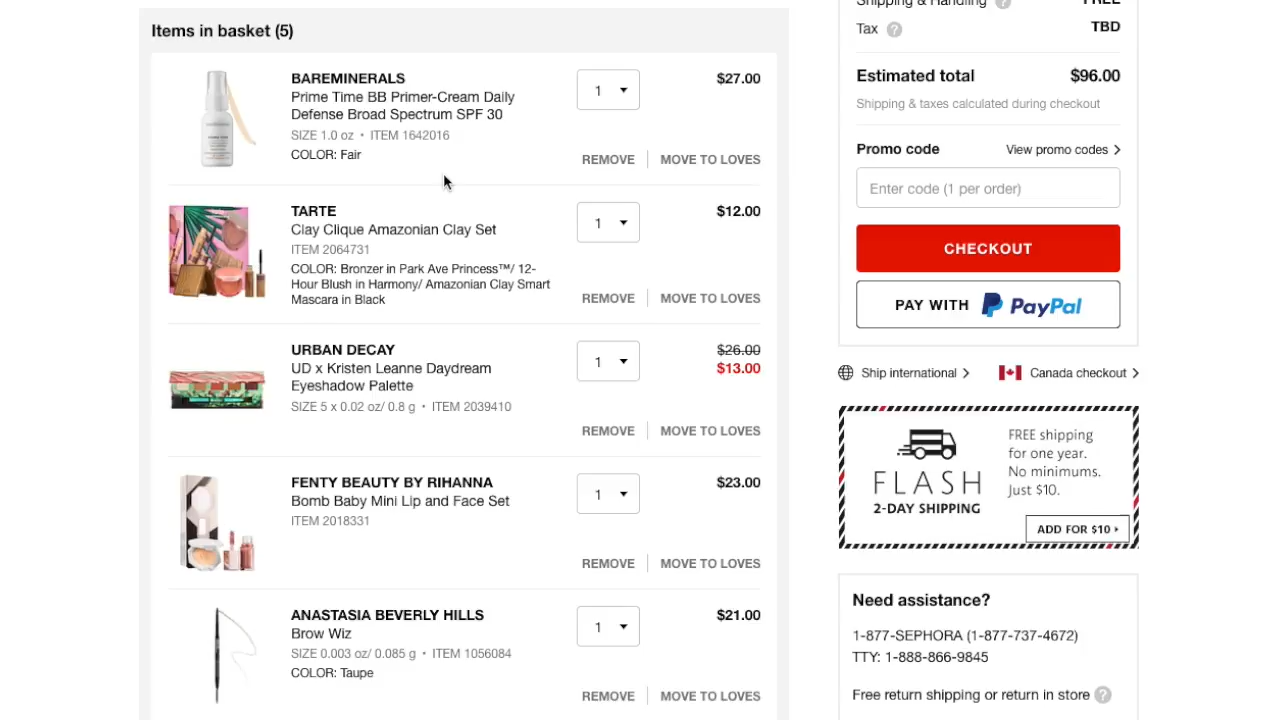 Items in basket (5)
BAREMINERALS
Prime Time BB Primer-Cream Daily
Defense Broad Spectrum SPF 30
SIZE 1.0 oz • ITEM 1642016
COLOR: Fair
1
$27.00
REMOVE
MOVE TO LOVES
TARTE
Clay Clique Amazonian Clay Set
ITEM 2064731
COLOR: Bronzer in Park Ave Princess™/ 12-
Hour Blush in Harmony/ Amazonian Clay Smart
Mascara in Black
1
$12.00
REMOVE
MOVE TO LOVES
URBAN DECAY
UD x Kristen Leanne Daydream
Eyeshadow Palette
SIZE 5 x 0.02 oz/ 0.8 g • ITEM 2039410
1
$26.00
$13.00
REMOVE
MOVE TO LOVES
FENTY BEAUTY BY RIHANNA
Bomb Baby Mini Lip and Face Set
ITEM 2018331
1
$23.00
REMOVE
MOVE TO LOVES
ANASTASIA BEVERLY HILLS
Brow Wiz
SIZE 0.003 oz/ 0.085 g • ITEM 1056084
COLOR: Taupe
1
$21.00
REMOVE
MOVE TO LOVES
Shipping & Handling ? FREE
Tax ? TBD
Estimated total $96.00
Shipping & taxes calculated during checkout
Promo code View promo codes >
Enter code (1 per order)
CHECKOUT
PAY WITH PayPal
Ship international > Canada checkout >
FLASH
2-DAY SHIPPING
FREE shipping
for one year.
No minimums.
Just $10.
ADD FOR $10 ▸
Need assistance?
1-877-SEPHORA (1-877-737-4672)
TTY: 1-888-866-9845
Free return shipping or return in store ?